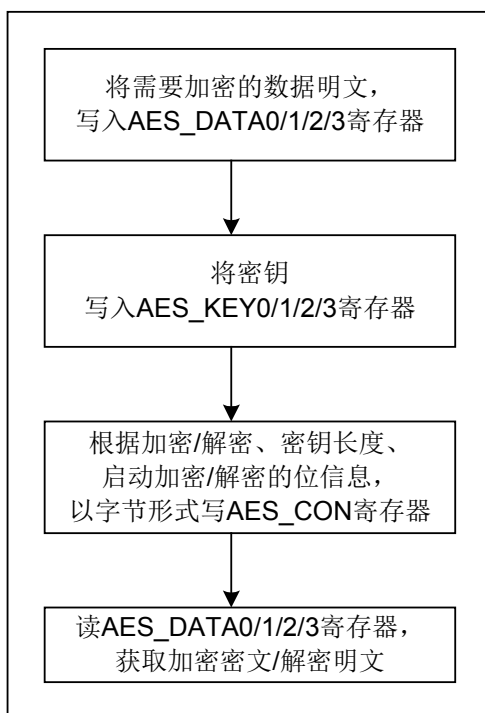 将需要加密的数据明文，
写入AES_DATA0/1/2/3寄存器
将密钥
写入AES_KEY0/1/2/3寄存器
根据加密/解密、密钥长度、
启动加密/解密的位信息，
以字节形式写AES_CON寄存器
读AES_DATA0/1/2/3寄存器，
获取加密密文/解密明文